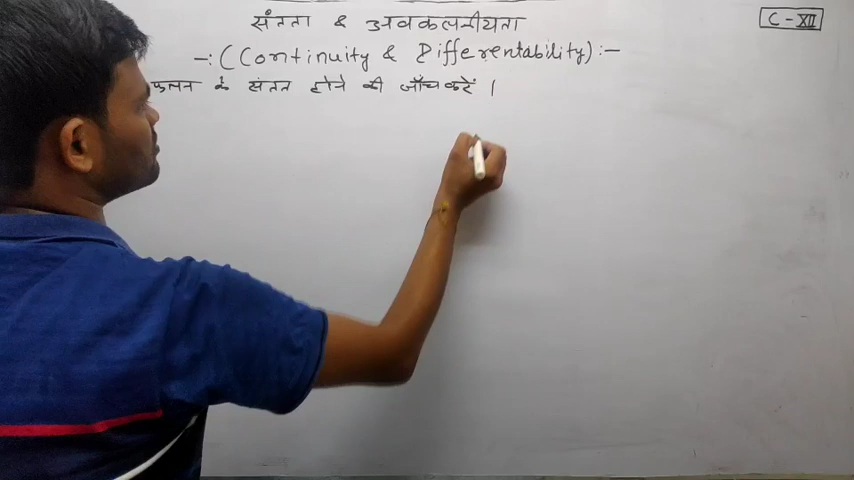 संतता & अवकलनीयता
C - XII
-: (Continuity & Differentability) :-
फलन के संतत होने की जाँच करें ।